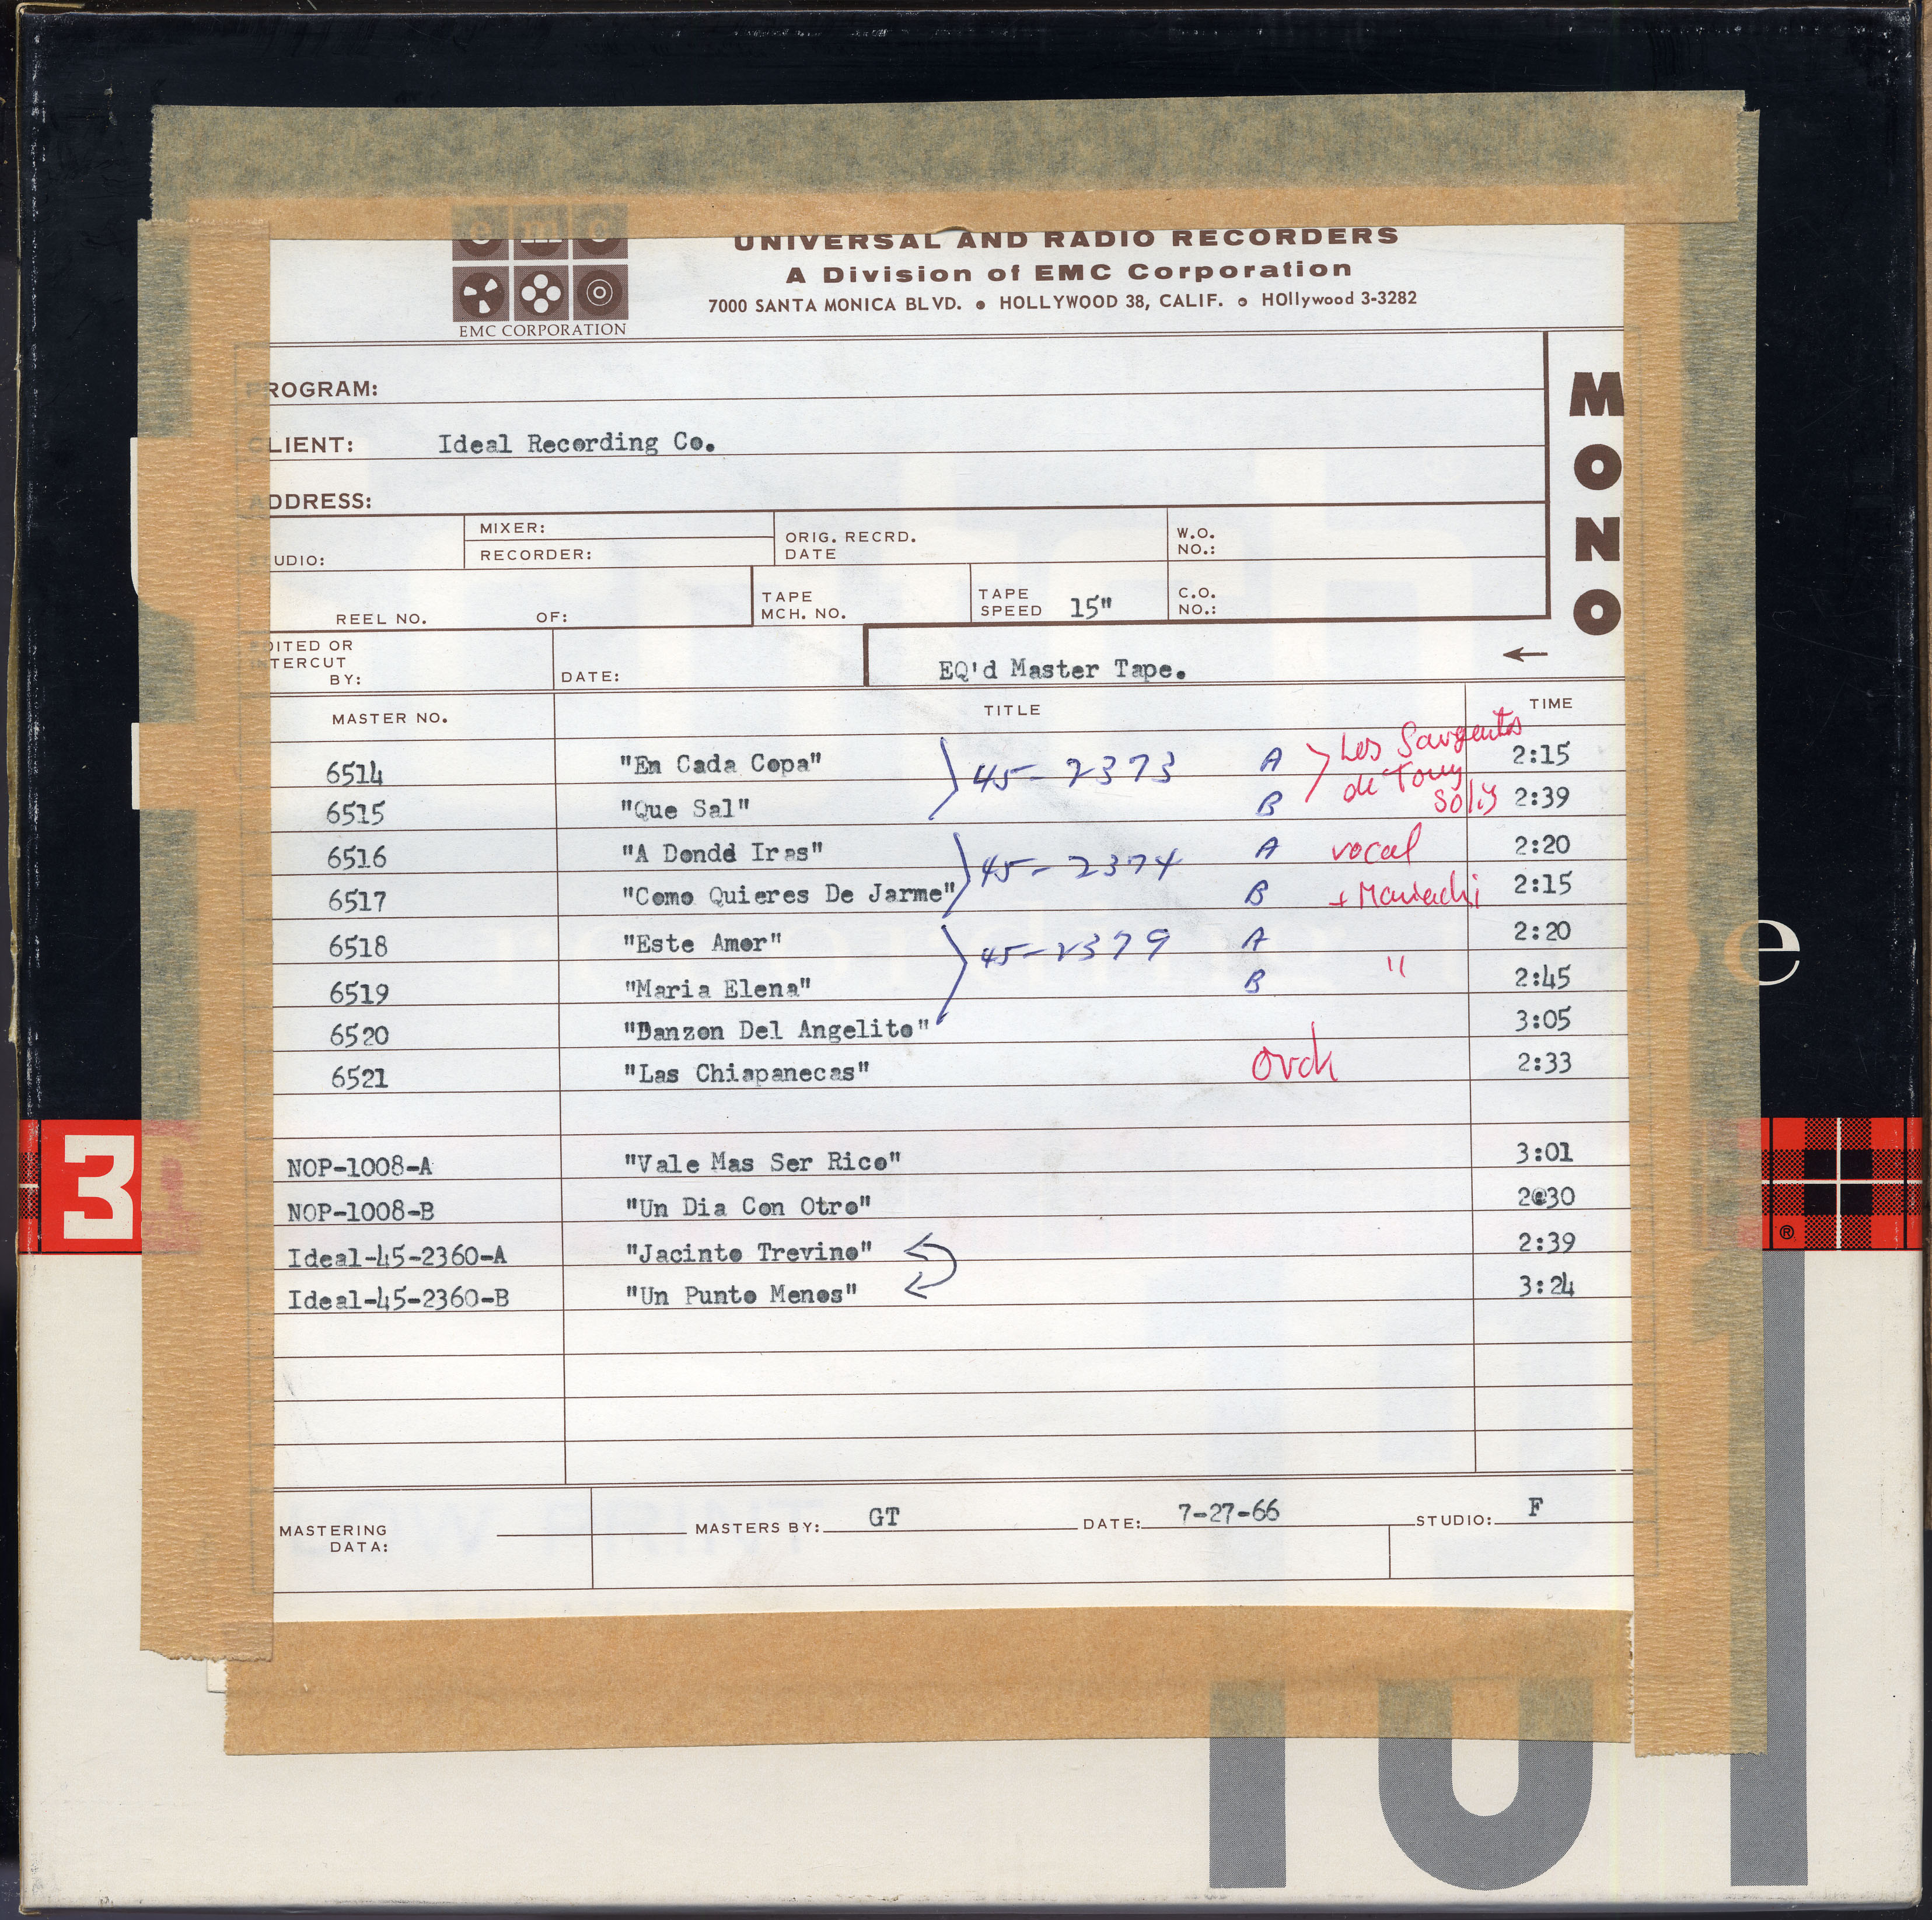 e m c
UNIVERSAL AND RADIO RECORDERS
A Division of EMC Corporation
7000 SANTA MONICA BLVD. • HOLLYWOOD 38, CALIF. • HOllywood 3-3282
EMC CORPORATION
MONO
ROGRAM:
LIENT: Ideal Recording Co.
DDRESS:
UDIO: MIXER: RECORDER: ORIG. RECRD. DATE W.O. NO.:
REEL NO. OF: TAPE MCH. NO. TAPE SPEED 15" C.O. NO.:
DITED OR
TERCUT
BY: DATE: EQ'd Master Tape. ←
MASTER NO. TITLE TIME
6514 "En Cada Copa" 45-2373 A Los Sargentos 2:15
6515 "Que Sal" B de Tony Solis 2:39
6516 "A Donde Iras" 45-2374 A vocal 2:20
6517 "Como Quieres De Jarme" B + Mariachi 2:15
6518 "Este Amor" 45-2379 A 2:20
6519 "Maria Elena" B " 2:45
6520 "Danzon Del Angelito" 3:05
6521 "Las Chiapanecas" Orch 2:33
NOP-1008-A "Vale Mas Ser Rico" 3:01
NOP-1008-B "Un Dia Con Otro" 2:30
Ideal-45-2360-A "Jacinto Trevino" 2:39
Ideal-45-2360-B "Un Punto Menos" 3:24
MASTERING
DATA: MASTERS BY: GT DATE: 7-27-66 STUDIO: F
e
3
®
101